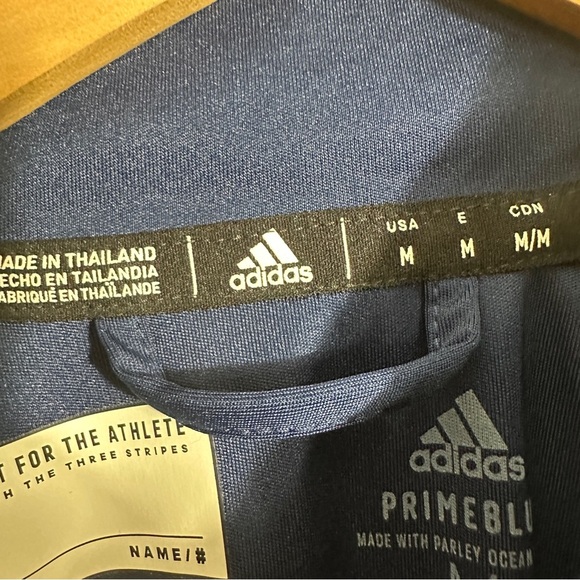 MADE IN THAILAND
HECHO EN TAILANDIA
FABRIQUÉ EN THAÏLANDE
adidas
USA E CDN
M M M/M
T FOR THE ATHLETE
H THE THREE STRIPES
NAME/#
adidas
PRIMEBLU
MADE WITH PARLEY OCEAN